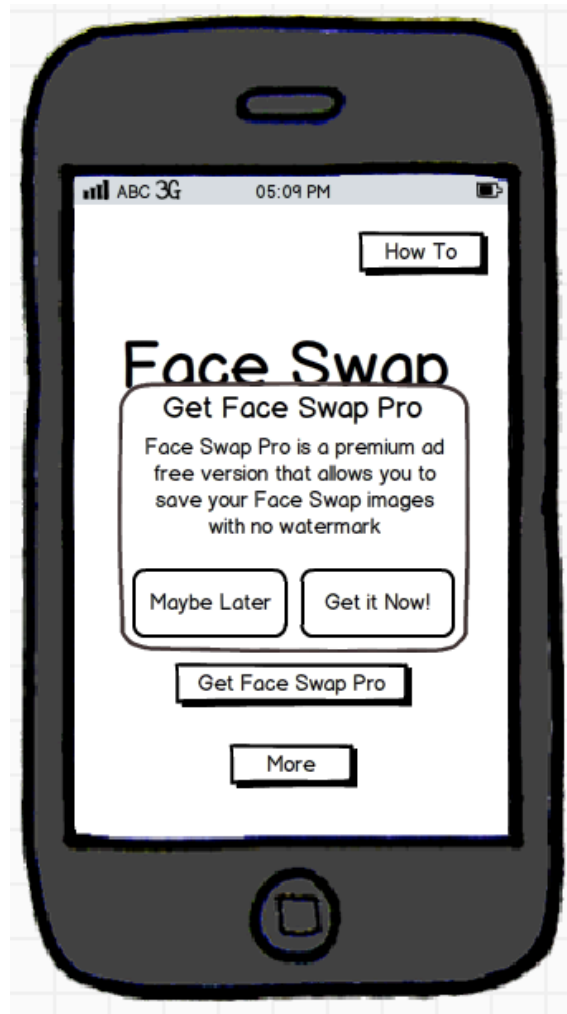 ABC 3G 05:09 PM
How To
Face Swap
Get Face Swap Pro
Face Swap Pro is a premium ad
free version that allows you to
save your Face Swap images
with no watermark
Maybe Later Get it Now!
Get Face Swap Pro
More